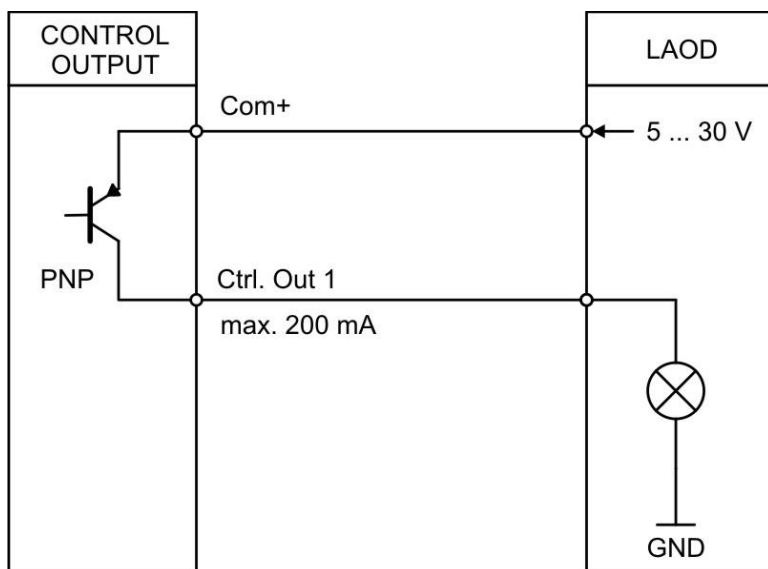 CONTROL
OUTPUT
LAOD
Com+
5 ... 30 V
PNP
Ctrl. Out 1
max. 200 mA
GND